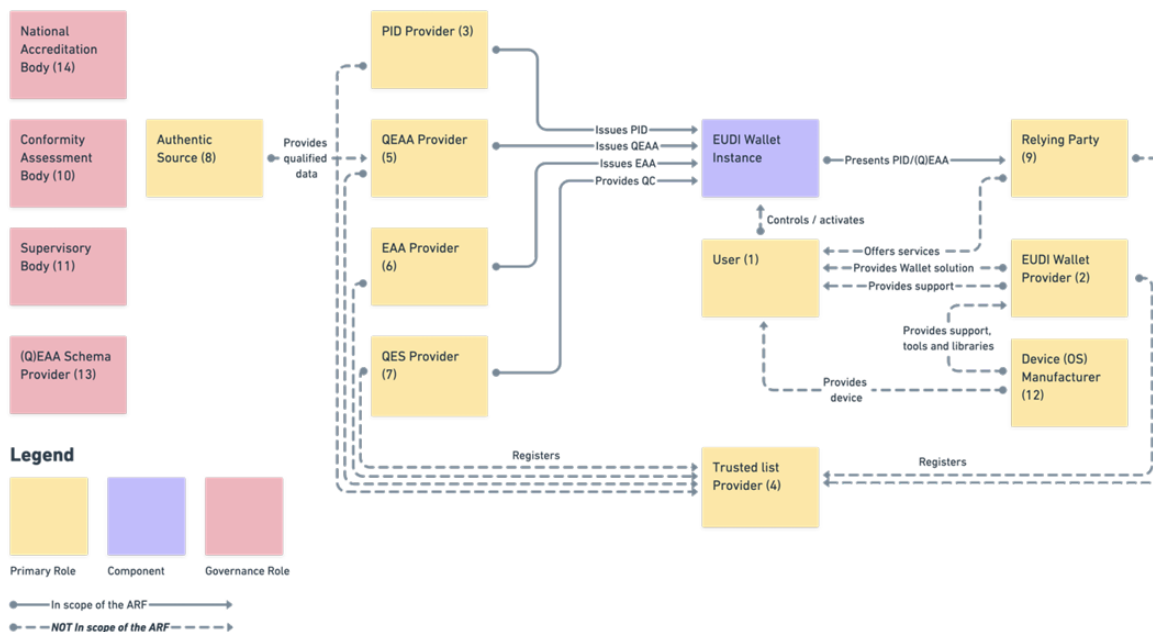 National
Accreditation
Body (14)
PID Provider (3)
Conformity
Assessment
Body (10)
Authentic
Source (8)
Provides
qualified
data
QEAA Provider
(5)
Issues PID
Issues QEAA
Issues EAA
Provides QC
EUDI Wallet
Instance
Presents PID/(Q)EAA
Relying Party
(9)
Controls / activates
Supervisory
Body (11)
EAA Provider
(6)
User (1)
Offers services
Provides Wallet solution
Provides support
EUDI Wallet
Provider (2)
Provides support,
tools and libraries
(Q)EAA Schema
Provider (13)
QES Provider
(7)
Provides
device
Device (OS)
Manufacturer
(12)
Legend
Registers
Trusted list
Provider (4)
Registers
Primary Role
Component
Governance Role
In scope of the ARF
NOT In scope of the ARF